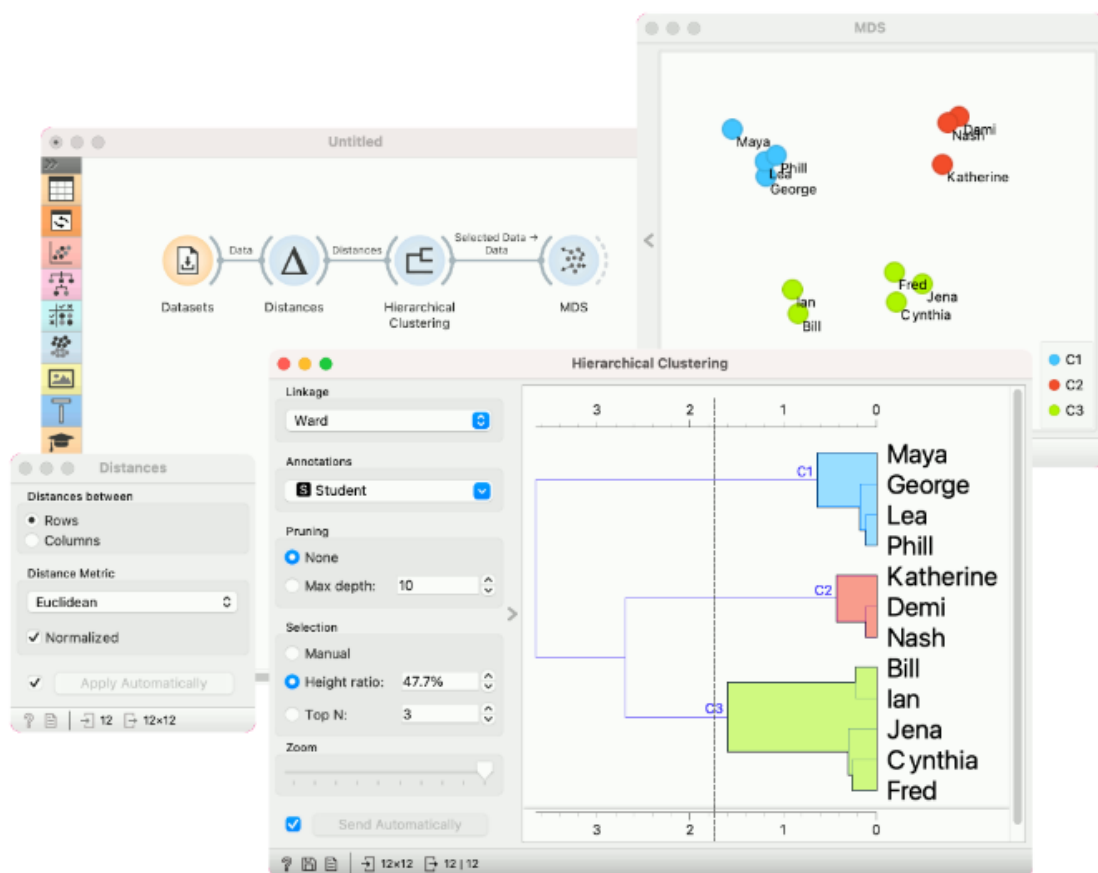 MDS
Maya
Phill
Lea
George
Demi
Nash
Katherine
Fred
Jena
Cynthia
Ian
Bill
C1
C2
C3
Untitled
Data
Distances
Selected Data → Data
Datasets
Distances
Hierarchical Clustering
MDS
Distances
Distances between
Rows
Columns
Distance Metric
Euclidean
Normalized
Apply Automatically
12
12×12
Hierarchical Clustering
Linkage
Ward
Annotations
S Student
Pruning
None
Max depth: 10
Selection
Manual
Height ratio: 47.7%
Top N: 3
Zoom
Send Automatically
12×12
12 | 12
3 2 1 0
C1
Maya
George
Lea
Phill
C2
Katherine
Demi
Nash
C3
Bill
Ian
Jena
Cynthia
Fred
3 2 1 0